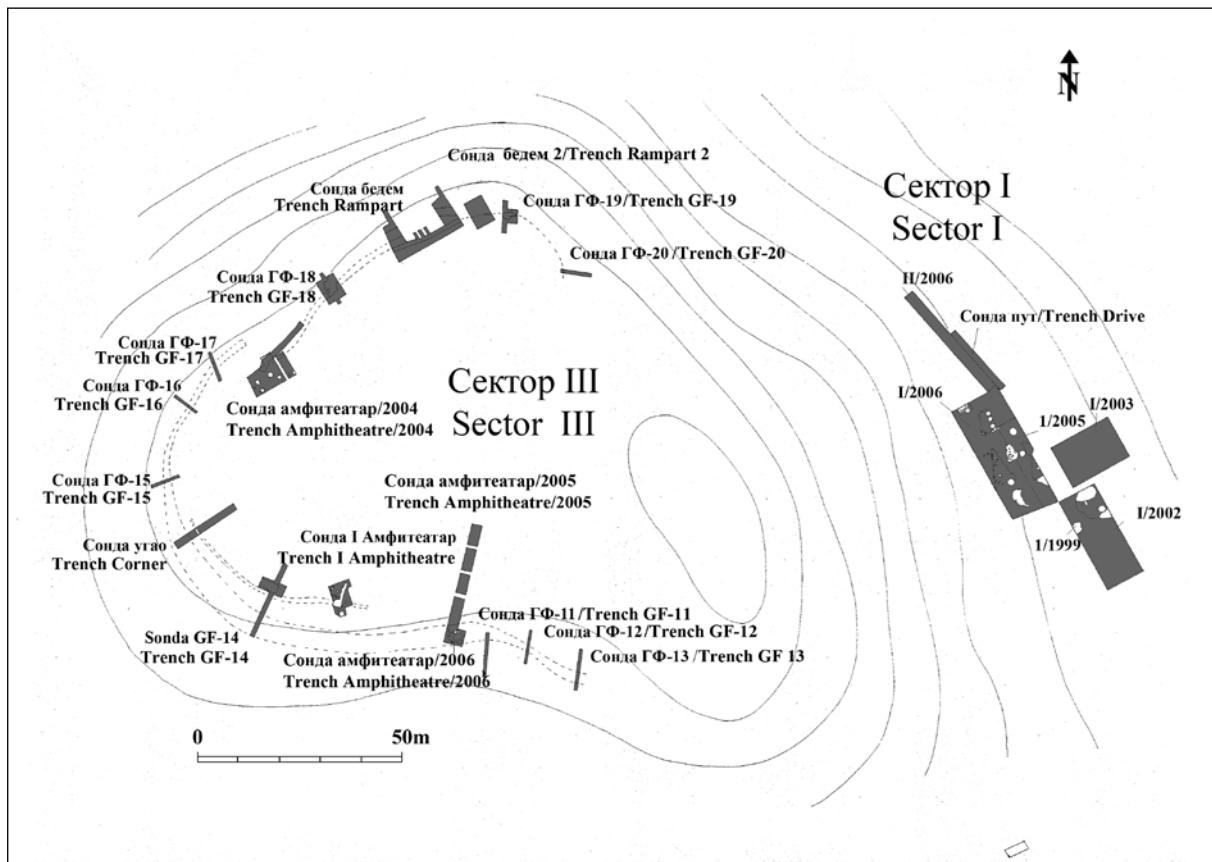 N
Сонда бедем 2/Trench Rampart 2
Сонда бедем
Trench Rampart
Сонда ГФ-19/Trench GF-19
Сектор I
Sector I
Сонда ГФ-20/Trench GF-20
Сонда ГФ-18
Trench GF-18
II/2006
Сонда пут/Trench Drive
Сонда ГФ-17
Trench GF-17
Сонда ГФ-16
Trench GF-16
Сектор III
Sector III
I/2006
I/2003
1/2005
Сонда амфитеатар/2004
Trench Amphitheatre/2004
Сонда ГФ-15
Trench GF-15
Сонда амфитеатар/2005
Trench Amphitheatre/2005
I/2002
1/1999
Сонда угао
Trench Corner
Сонда I Амфитеатар
Trench I Amphitheatre
Сонда ГФ-11/Trench GF-11
Сонда ГФ-12/Trench GF-12
Сонда ГФ-13/Trench GF 13
Sonda GF-14
Trench GF-14
Сонда амфитеатар/2006
Trench Amphitheatre/2006
0 50m